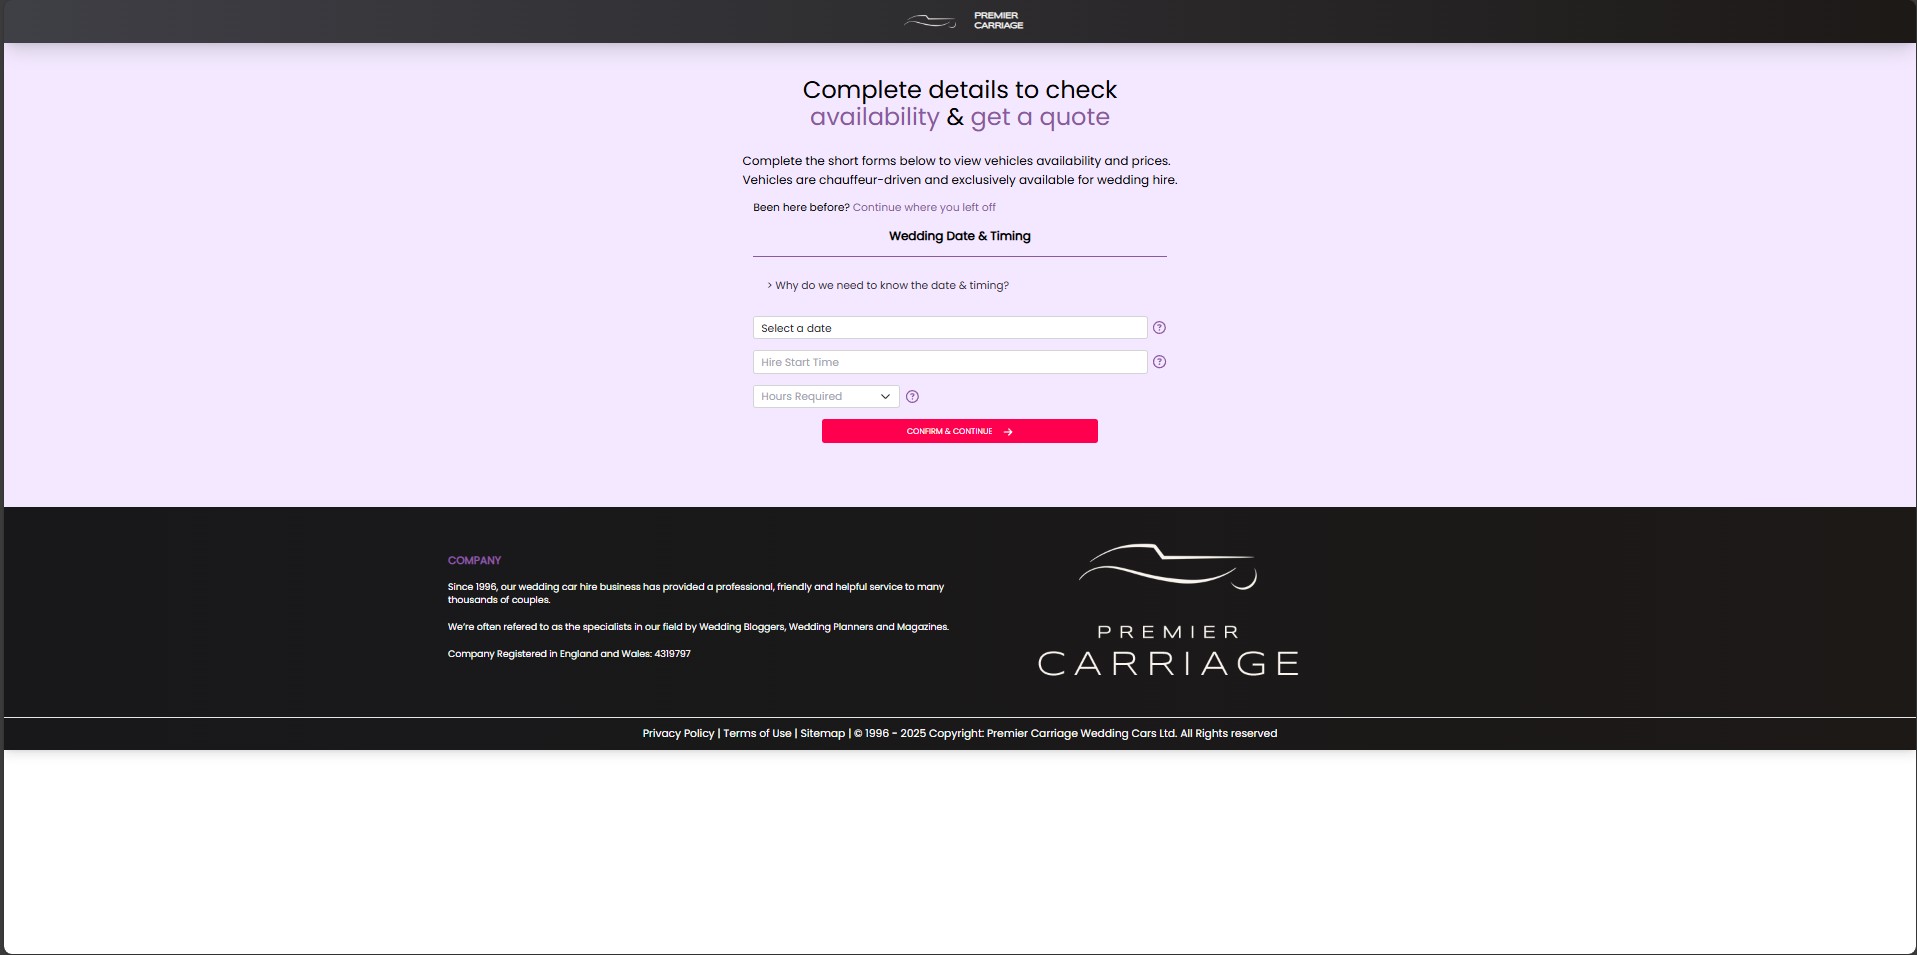 PREMIER
CARRIAGE
Complete details to check
availability & get a quote
Complete the short forms below to view vehicles availability and prices.
Vehicles are chauffeur-driven and exclusively available for wedding hire.
Been here before? Continue where you left off
Wedding Date & Timing
> Why do we need to know the date & timing?
Select a date
?
Hire Start Time
?
Hours Required
?
CONFIRM & CONTINUE →
COMPANY
Since 1996, our wedding car hire business has provided a professional, friendly and helpful service to many
thousands of couples.
We're often refered to as the specialists in our field by Wedding Bloggers, Wedding Planners and Magazines.
Company Registered in England and Wales: 4319797
PREMIER
CARRIAGE
Privacy Policy | Terms of Use | Sitemap | © 1996 - 2025 Copyright: Premier Carriage Wedding Cars Ltd. All Rights reserved